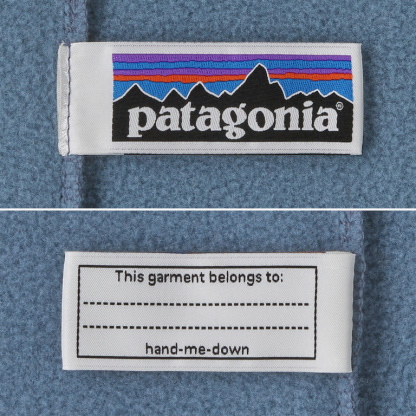 patagonia®
This garment belongs to:
hand-me-down